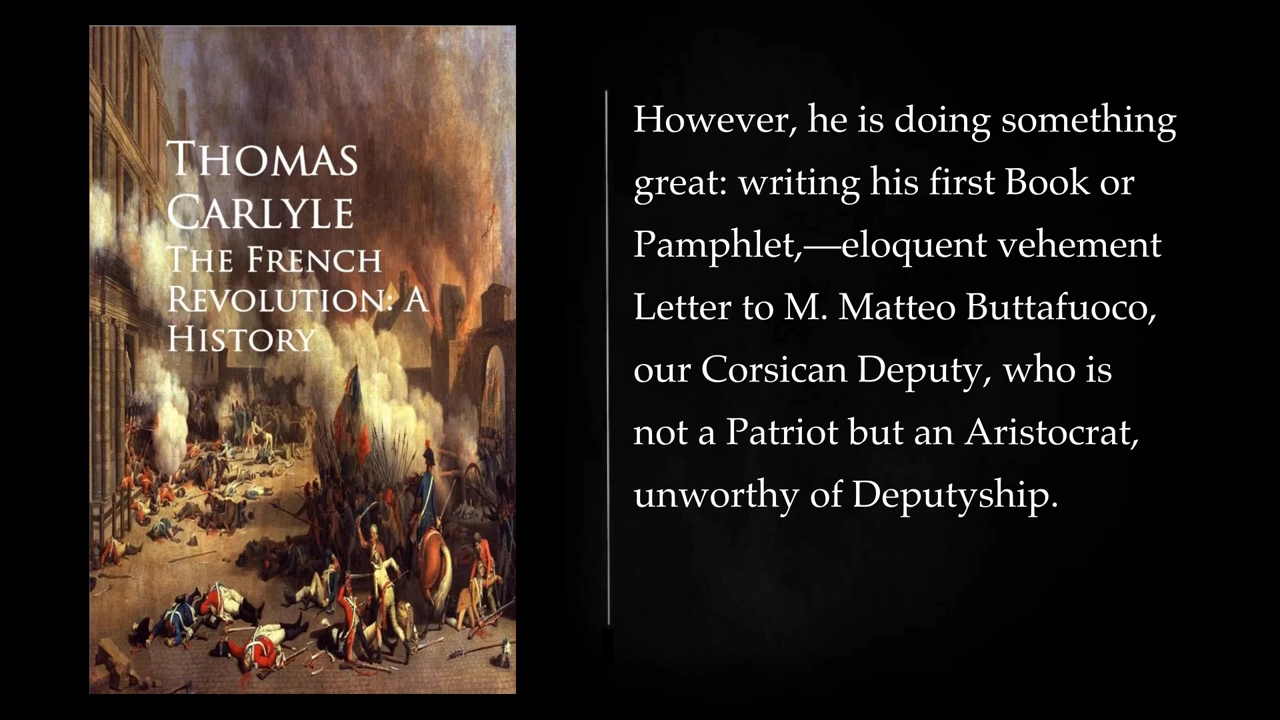 THOMAS
CARLYLE
THE FRENCH
REVOLUTION: A
HISTORY
However, he is doing something
great: writing his first Book or
Pamphlet,—eloquent vehement
Letter to M. Matteo Buttafuoco,
our Corsican Deputy, who is
not a Patriot but an Aristocrat,
unworthy of Deputyship.